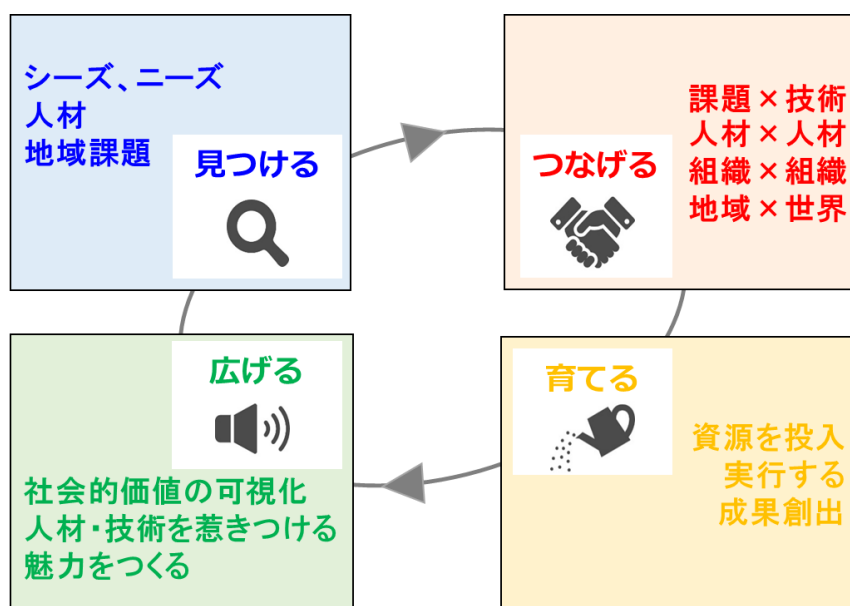 シーズ、ニーズ
人材
地域課題
見つける
つなげる
課題×技術
人材×人材
組織×組織
地域×世界
広げる
社会的価値の可視化
人材・技術を惹きつける
魅力をつくる
育てる
資源を投入
実行する
成果創出